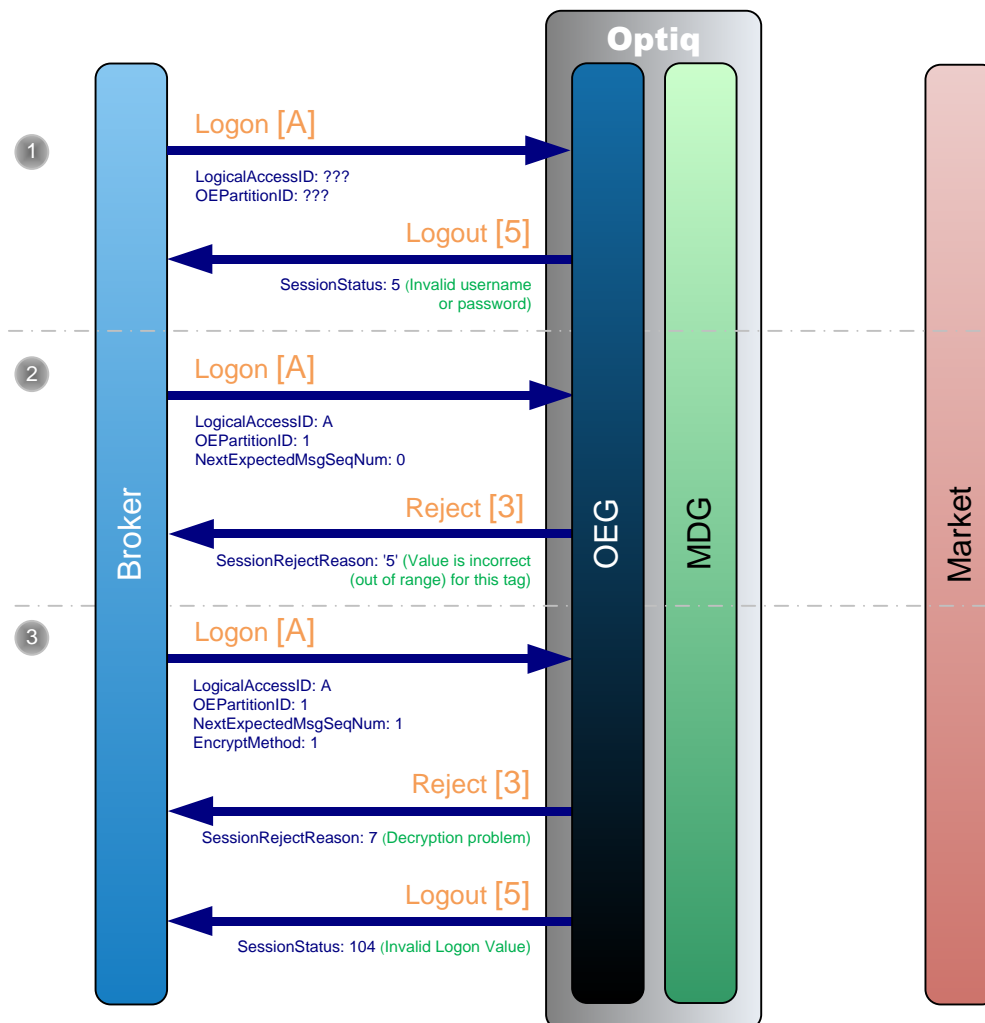 Optiq
1
Logon [A]
LogicalAccessID: ???
OEPartitionID: ???
Logout [5]
SessionStatus: 5 (Invalid username
or password)
2
Logon [A]
LogicalAccessID: A
OEPartitionID: 1
NextExpectedMsgSeqNum: 0
Reject [3]
SessionRejectReason: '5' (Value is incorrect
(out of range) for this tag)
Broker
OEG
MDG
Market
3
Logon [A]
LogicalAccessID: A
OEPartitionID: 1
NextExpectedMsgSeqNum: 1
EncryptMethod: 1
Reject [3]
SessionRejectReason: 7 (Decryption problem)
Logout [5]
SessionStatus: 104 (Invalid Logon Value)